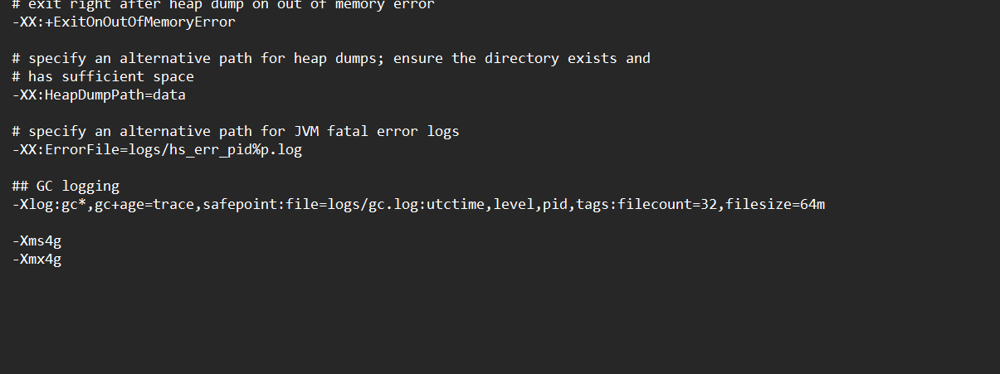 # exit right after heap dump on out of memory error
-XX:+ExitOnOutOfMemoryError
# specify an alternative path for heap dumps; ensure the directory exists and
# has sufficient space
-XX:HeapDumpPath=data
# specify an alternative path for JVM fatal error logs
-XX:ErrorFile=logs/hs_err_pid%p.log
## GC logging
-Xlog:gc*,gc+age=trace,safepoint:file=logs/gc.log:utctime,level,pid,tags:filecount=32,filesize=64m
-Xms4g
-Xmx4g